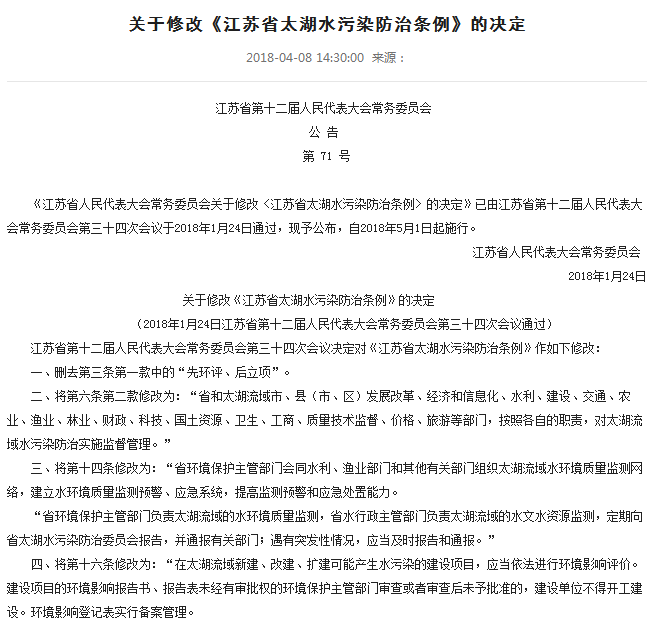 关于修改《江苏省太湖水污染防治条例》的决定
2018-04-08 14:30:00 来源：
江苏省第十二届人民代表大会常务委员会
公 告
第 71 号
《江苏省人民代表大会常务委员会关于修改〈江苏省太湖水污染防治条例〉的决定》已由江苏省第十二届人民代表大
会常务委员会第三十四次会议于2018年1月24日通过，现予公布，自2018年5月1日起施行。
江苏省人民代表大会常务委员会
2018年1月24日
关于修改《江苏省太湖水污染防治条例》的决定
（2018年1月24日江苏省第十二届人民代表大会常务委员会第三十四次会议通过）
江苏省第十二届人民代表大会常务委员会第三十四次会议决定对《江苏省太湖水污染防治条例》作如下修改：
一、删去第三条第一款中的“先环评、后立项”。
二、将第六条第二款修改为：“省和太湖流域市、县（市、区）发展改革、经济和信息化、水利、建设、交通、农
业、渔业、林业、财政、科技、国土资源、卫生、工商、质量技术监督、价格、旅游等部门，按照各自的职责，对太湖流
域水污染防治实施监督管理。”
三、将第十四条修改为：“省环境保护主管部门会同水利、渔业部门和其他有关部门组织太湖流域水环境质量监测网
络，建立水环境质量监测预警、应急系统，提高监测预警和应急处置能力。
“省环境保护主管部门负责太湖流域的水环境质量监测，省水行政主管部门负责太湖流域的水文水资源监测，定期向
省太湖水污染防治委员会报告，并通报有关部门；遇有突发性情况，应当及时报告和通报。”
四、将第十六条修改为：“在太湖流域新建、改建、扩建可能产生水污染的建设项目，应当依法进行环境影响评价。
建设项目的环境影响报告书、报告表未经有审批权的环境保护主管部门审查或者审查后未予批准的，建设单位不得开工建
设。环境影响登记表实行备案管理。